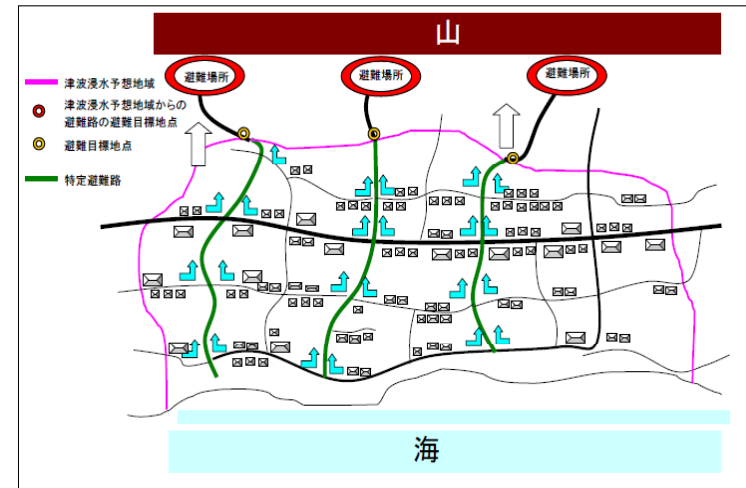 山
避難場所
避難場所
避難場所
津波浸水予想地域
津波浸水予想地域からの
避難路の避難目標地点
避難目標地点
特定避難路
海